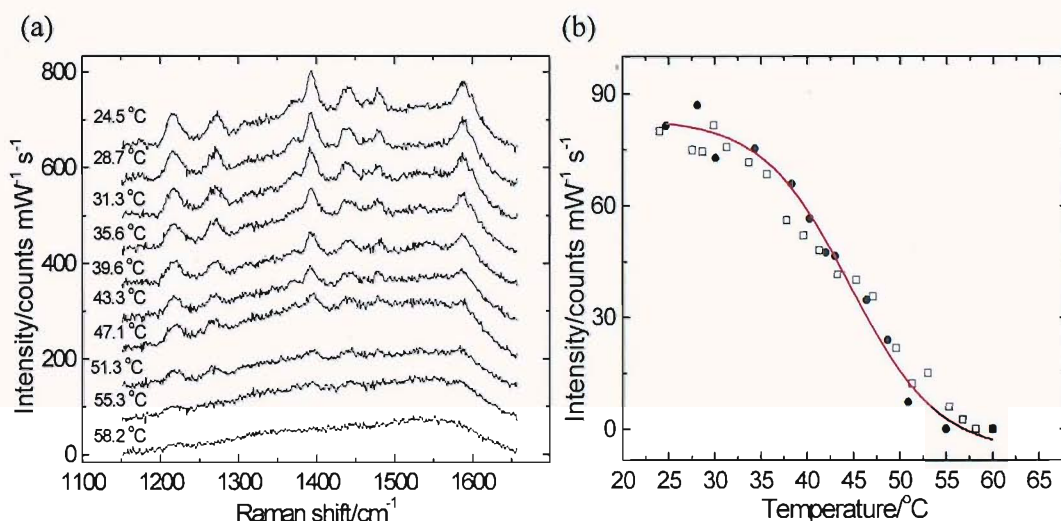 (a)
Intensity/counts mW⁻¹ s⁻¹
800
600
400
200
0
24.5 °C
28.7 °C
31.3 °C
35.6 °C
39.6 °C
43.3 °C
47.1 °C
51.3 °C
55.3 °C
58.2 °C
1100 1200 1300 1400 1500 1600
Raman shift/cm⁻¹
(b)
Intensity/counts mW⁻¹ s⁻¹
90
60
30
0
20 25 30 35 40 45 50 55 60 65
Temperature/°C